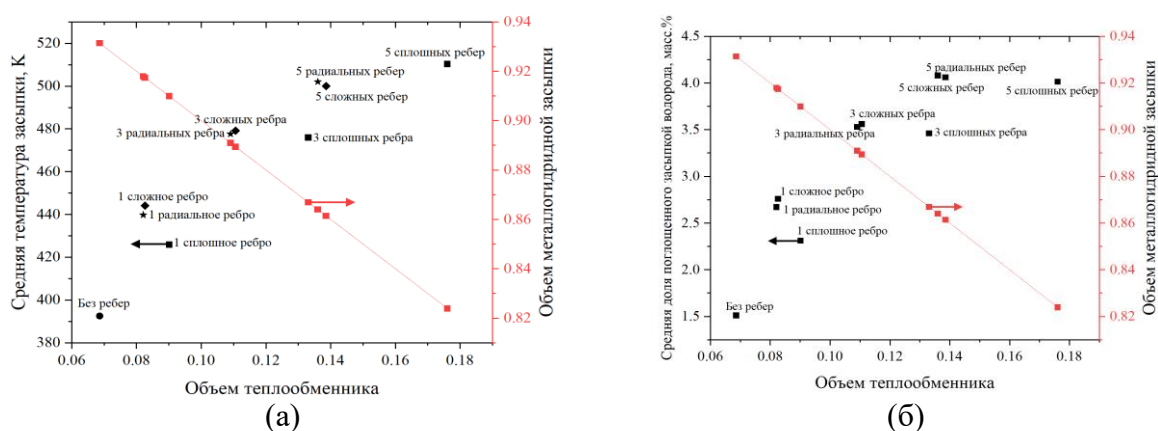 Средняя температура засыпки, K
520
500
480
460
440
420
400
380
0.06
0.08
0.10
0.12
0.14
0.16
0.18
Объем теплообменника
0.94
0.92
0.90
0.88
0.86
0.84
0.82
Объем металлогидридной засыпки
5 сплошных ребер
5 радиальных ребер
5 сложных ребер
3 сложных ребра
3 радиальных ребра
3 сплошных ребра
1 сложное ребро
1 радиальное ребро
1 сплошное ребро
Без ребер
(а)
Средняя доля поглощенного засыпкой водорода, масс.%
4.5
4.0
3.5
3.0
2.5
2.0
1.5
0.06
0.08
0.10
0.12
0.14
0.16
0.18
Объем теплообменника
0.94
0.92
0.90
0.88
0.86
0.84
0.82
Объем металлогидридной засыпки
5 радиальных ребер
5 сложных ребер
5 сплошных ребер
3 сложных ребра
3 радиальных ребра
3 сплошных ребра
1 сложное ребро
1 радиальное ребро
1 сплошное ребро
Без ребер
(б)